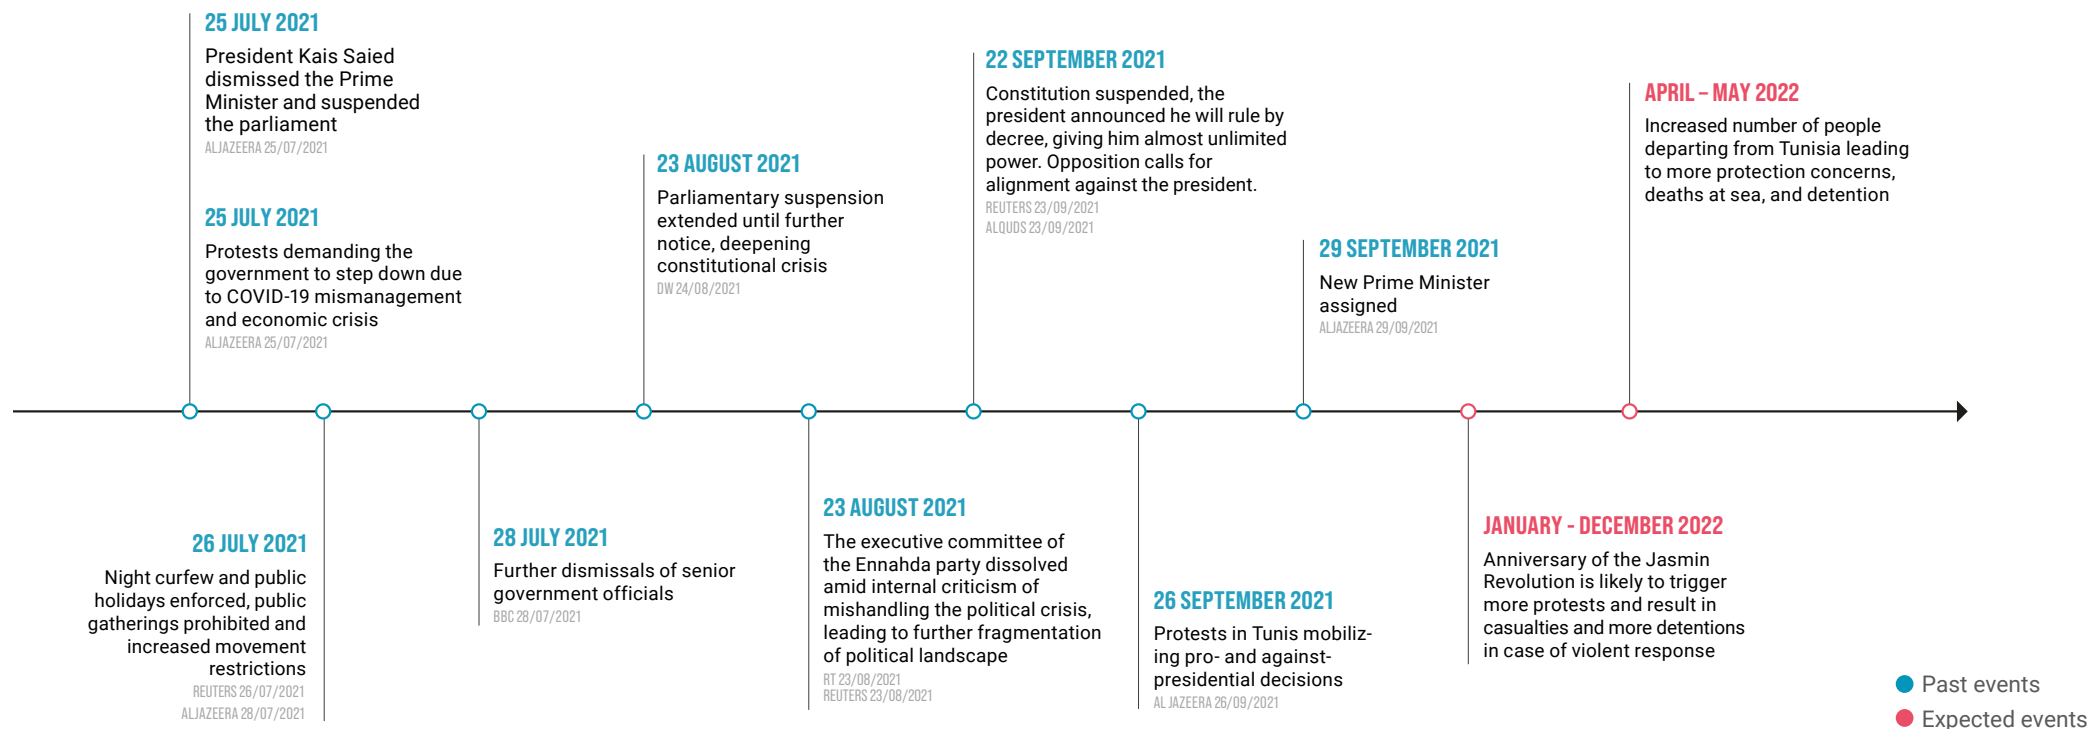 25 JULY 2021
President Kais Saied
dismissed the Prime
Minister and suspended
the parliament
ALJAZEERA 25/07/2021
25 JULY 2021
Protests demanding the
government to step down due
to COVID-19 mismanagement
and economic crisis
ALJAZEERA 25/07/2021
26 JULY 2021
Night curfew and public
holidays enforced, public
gatherings prohibited and
increased movement
restrictions
REUTERS 26/07/2021
ALJAZEERA 28/07/2021
28 JULY 2021
Further dismissals of senior
government officials
BBC 28/07/2021
23 AUGUST 2021
Parliamentary suspension
extended until further
notice, deepening
constitutional crisis
DW 24/08/2021
23 AUGUST 2021
The executive committee of
the Ennahda party dissolved
amid internal criticism of
mishandling the political crisis,
leading to further fragmentation
of political landscape
RT 23/08/2021
REUTERS 23/08/2021
22 SEPTEMBER 2021
Constitution suspended, the
president announced he will rule by
decree, giving him almost unlimited
power. Opposition calls for
alignment against the president.
REUTERS 23/09/2021
ALQUDS 23/09/2021
26 SEPTEMBER 2021
Protests in Tunis mobiliz-
ing pro- and against-
presidential decisions
AL JAZEERA 26/09/2021
29 SEPTEMBER 2021
New Prime Minister
assigned
ALJAZEERA 29/09/2021
JANUARY - DECEMBER 2022
Anniversary of the Jasmin
Revolution is likely to trigger
more protests and result in
casualties and more detentions
in case of violent response
APRIL – MAY 2022
Increased number of people
departing from Tunisia leading
to more protection concerns,
deaths at sea, and detention
Past events
Expected events